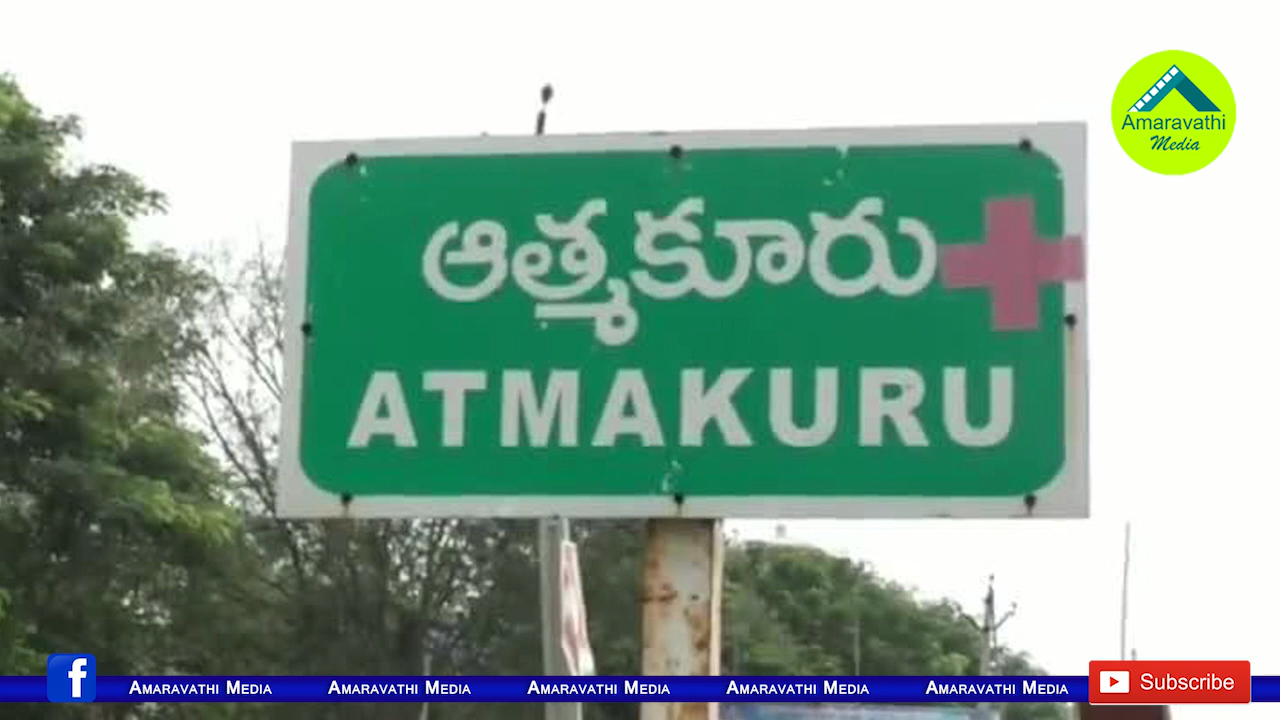 Amaravathi
Media
ఆత్మకూరు
ATMAKURU
f AMARAVATHI MEDIA AMARAVATHI MEDIA AMARAVATHI MEDIA AMARAVATHI MEDIA AMARAVATHI MEDIA Subscribe